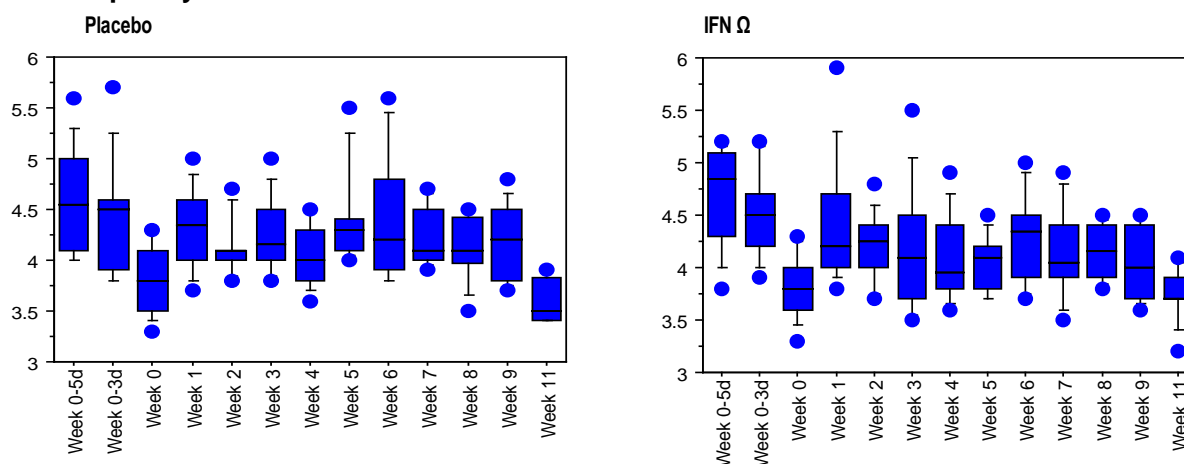 Placebo
6
5.5
5
4.5
4
3.5
3
Week 0-5d
Week 0-3d
Week 0
Week 1
Week 2
Week 3
Week 4
Week 5
Week 6
Week 7
Week 8
Week 9
Week 11
IFN Ω
6
5.5
5
4.5
4
3.5
3
Week 0-5d
Week 0-3d
Week 0
Week 1
Week 2
Week 3
Week 4
Week 5
Week 6
Week 7
Week 8
Week 9
Week 11